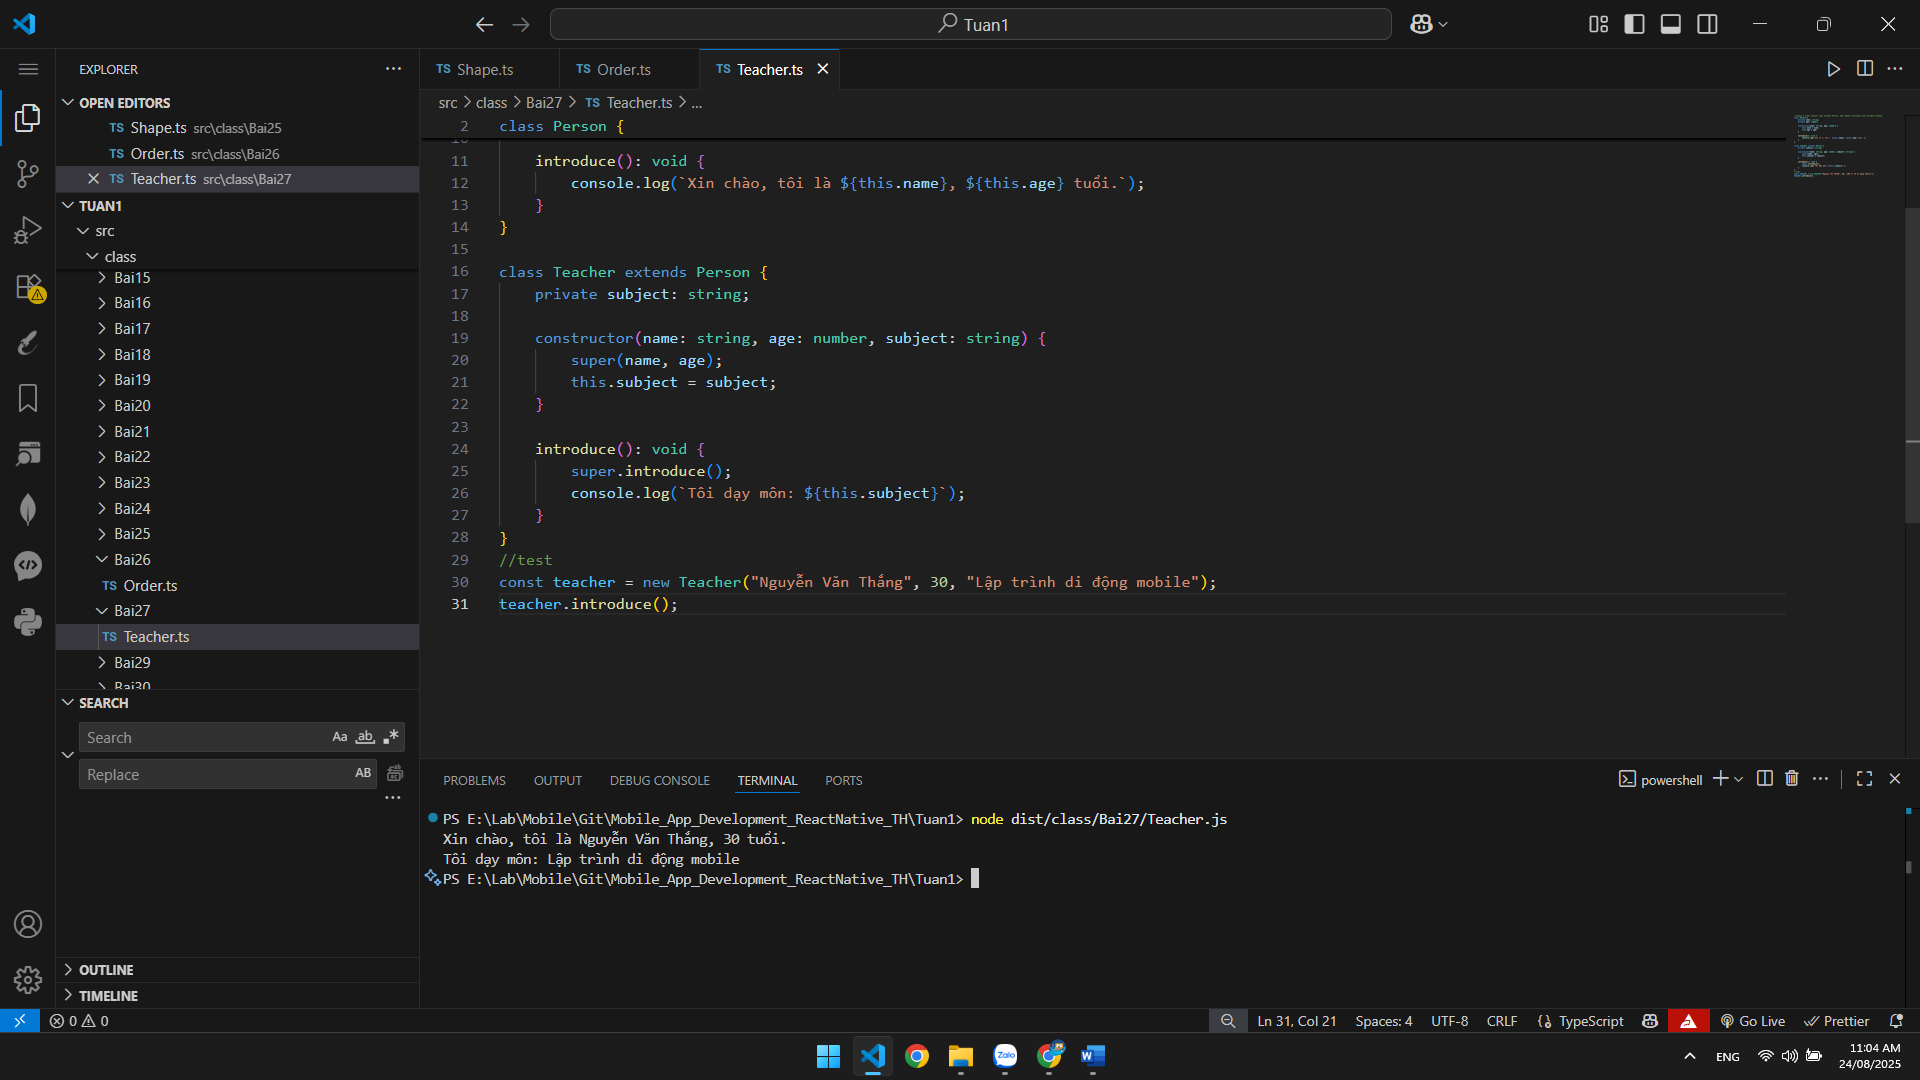 Tuan1
EXPLORER
OPEN EDITORS
TS Shape.ts src\class\Bai25
TS Order.ts src\class\Bai26
TS Teacher.ts src\class\Bai27
TUAN1
src
class
Bai15
Bai16
Bai17
Bai18
Bai19
Bai20
Bai21
Bai22
Bai23
Bai24
Bai25
Bai26
TS Order.ts
Bai27
TS Teacher.ts
Bai29
Bai30
SEARCH
Search Aa ab
Replace AB
OUTLINE
TIMELINE
TS Shape.ts TS Order.ts TS Teacher.ts
src > class > Bai27 > TS Teacher.ts > ...
2 class Person {
10
11 introduce(): void {
12 console.log(`Xin chào, tôi là ${this.name}, ${this.age} tuổi.`);
13 }
14 }
15
16 class Teacher extends Person {
17 private subject: string;
18
19 constructor(name: string, age: number, subject: string) {
20 super(name, age);
21 this.subject = subject;
22 }
23
24 introduce(): void {
25 super.introduce();
26 console.log(`Tôi dạy môn: ${this.subject}`);
27 }
28 }
29 //test
30 const teacher = new Teacher("Nguyễn Văn Thắng", 30, "Lập trình di động mobile");
31 teacher.introduce();
PROBLEMS OUTPUT DEBUG CONSOLE TERMINAL PORTS
powershell
PS E:\Lab\Mobile\Git\Mobile_App_Development_ReactNative_TH\Tuan1> node dist/class/Bai27/Teacher.js
Xin chào, tôi là Nguyễn Văn Thắng, 30 tuổi.
Tôi dạy môn: Lập trình di động mobile
PS E:\Lab\Mobile\Git\Mobile_App_Development_ReactNative_TH\Tuan1>
0 0 Ln 31, Col 21 Spaces: 4 UTF-8 CRLF {} TypeScript Go Live Prettier
Zalo
W
ENG
11:04 AM
24/08/2025